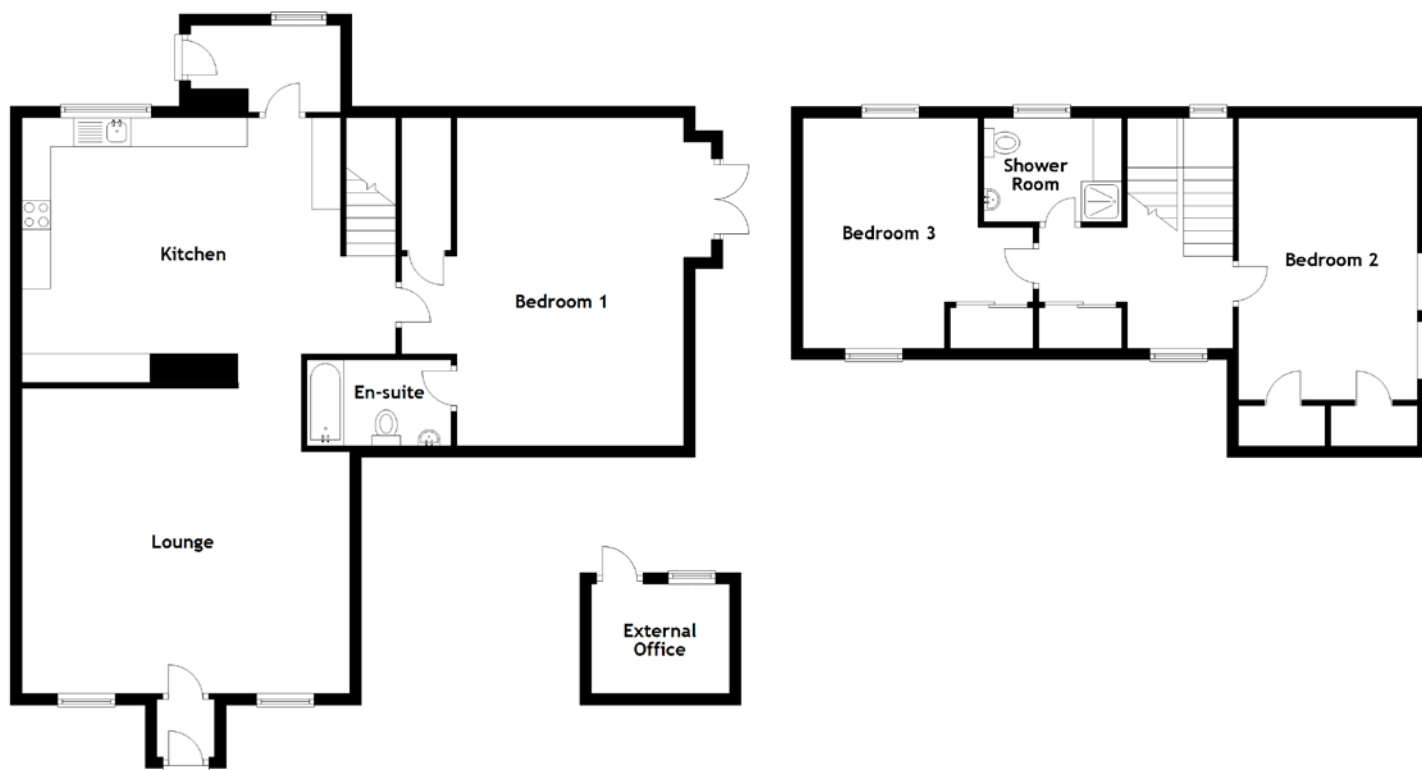 Kitchen
Bedroom 1
En-suite
Lounge
External
Office
Shower
Room
Bedroom 3
Bedroom 2